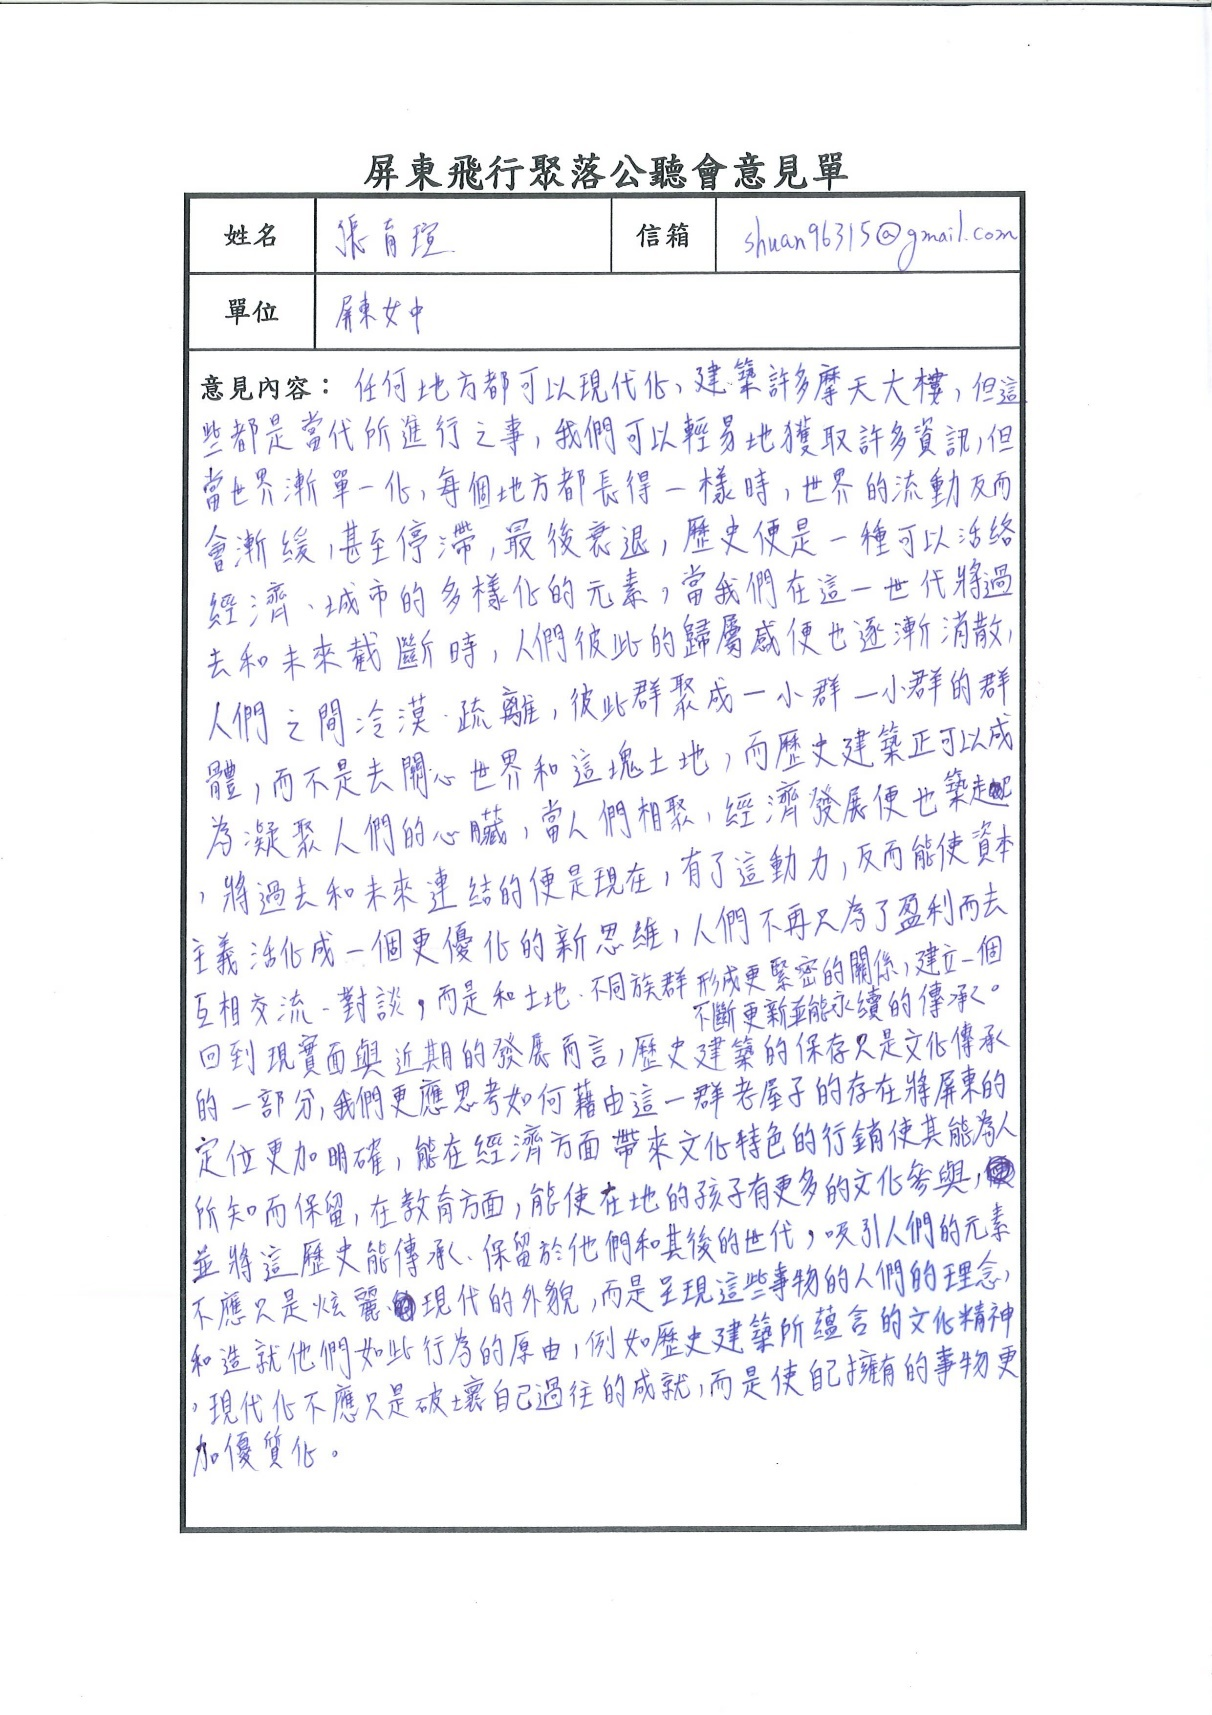 屏東飛行聚落公聽會意見單
姓名 張育瑄 信箱 shuan96315@gmail.com
單位 屏東女中
意見內容：任何地方都可以現代化，建築許多摩天大樓，但這
些都是當代所進行之事，我們可以輕易地獲取許多資訊，但
當世界漸單一化，每個地方都長得一樣時，世界的流動反而
會漸緩，甚至停滯，最後衰退，歷史便是一種可以活絡
經濟、城市的多樣化的元素，當我們在這一世代將過
去和未來截斷時，人們彼此的歸屬感便也逐漸消散，
人們之間冷漠、疏離，彼此群聚成一小群一小群的群
體，而不是去關心世界和這塊土地，而歷史建築正可以成
為凝聚人們的心臟，當人們相聚，經濟發展便也築起
，將過去和未來連結的便是現在，有了這動力，反而能使資本
主義活化成一個更優化的新思維，人們不再只為了盈利而去
互相交流、對談，而是和土地、不同族群形成更緊密的關係，建立一個
不斷更新並能永續的傳承。
回到現實面與近期的發展而言，歷史建築的保存只是文化傳承
的一部分，我們更應思考如何藉由這一群老屋子的存在將屏東的
定位更加明確，能在經濟方面帶來文化特色的行銷使其能為人
所知而保留，在教育方面，能使在地的孩子有更多的文化參與，
並將這歷史能傳承、保留於他們和其後的世代，吸引人們的元素
不應只是炫麗現代的外貌，而是呈現這些事物的人們的理念，
和造就他們如此行為的原由，例如歷史建築所蘊含的文化精神
，現代化不應只是破壞自己過往的成就，而是使自己擁有的事物更
加優質化。